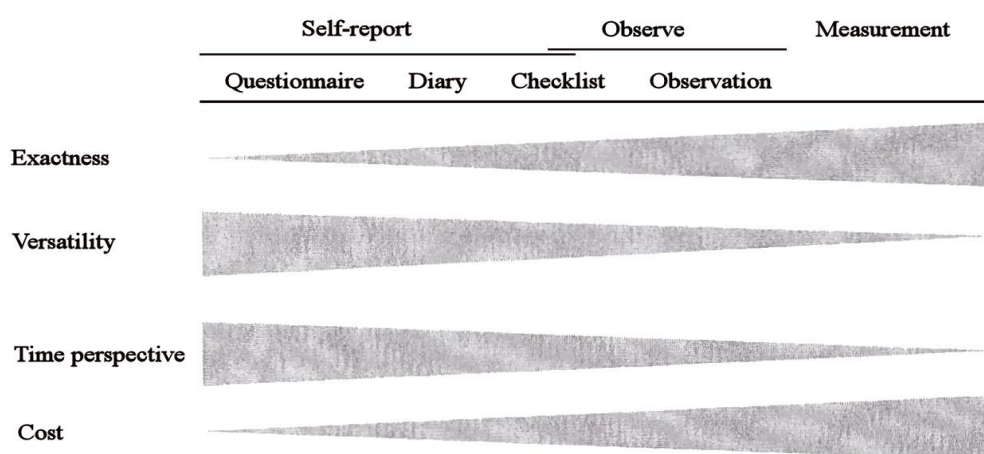 Self-report Observe Measurement
Questionnaire Diary Checklist Observation
Exactness
Versatility
Time perspective
Cost